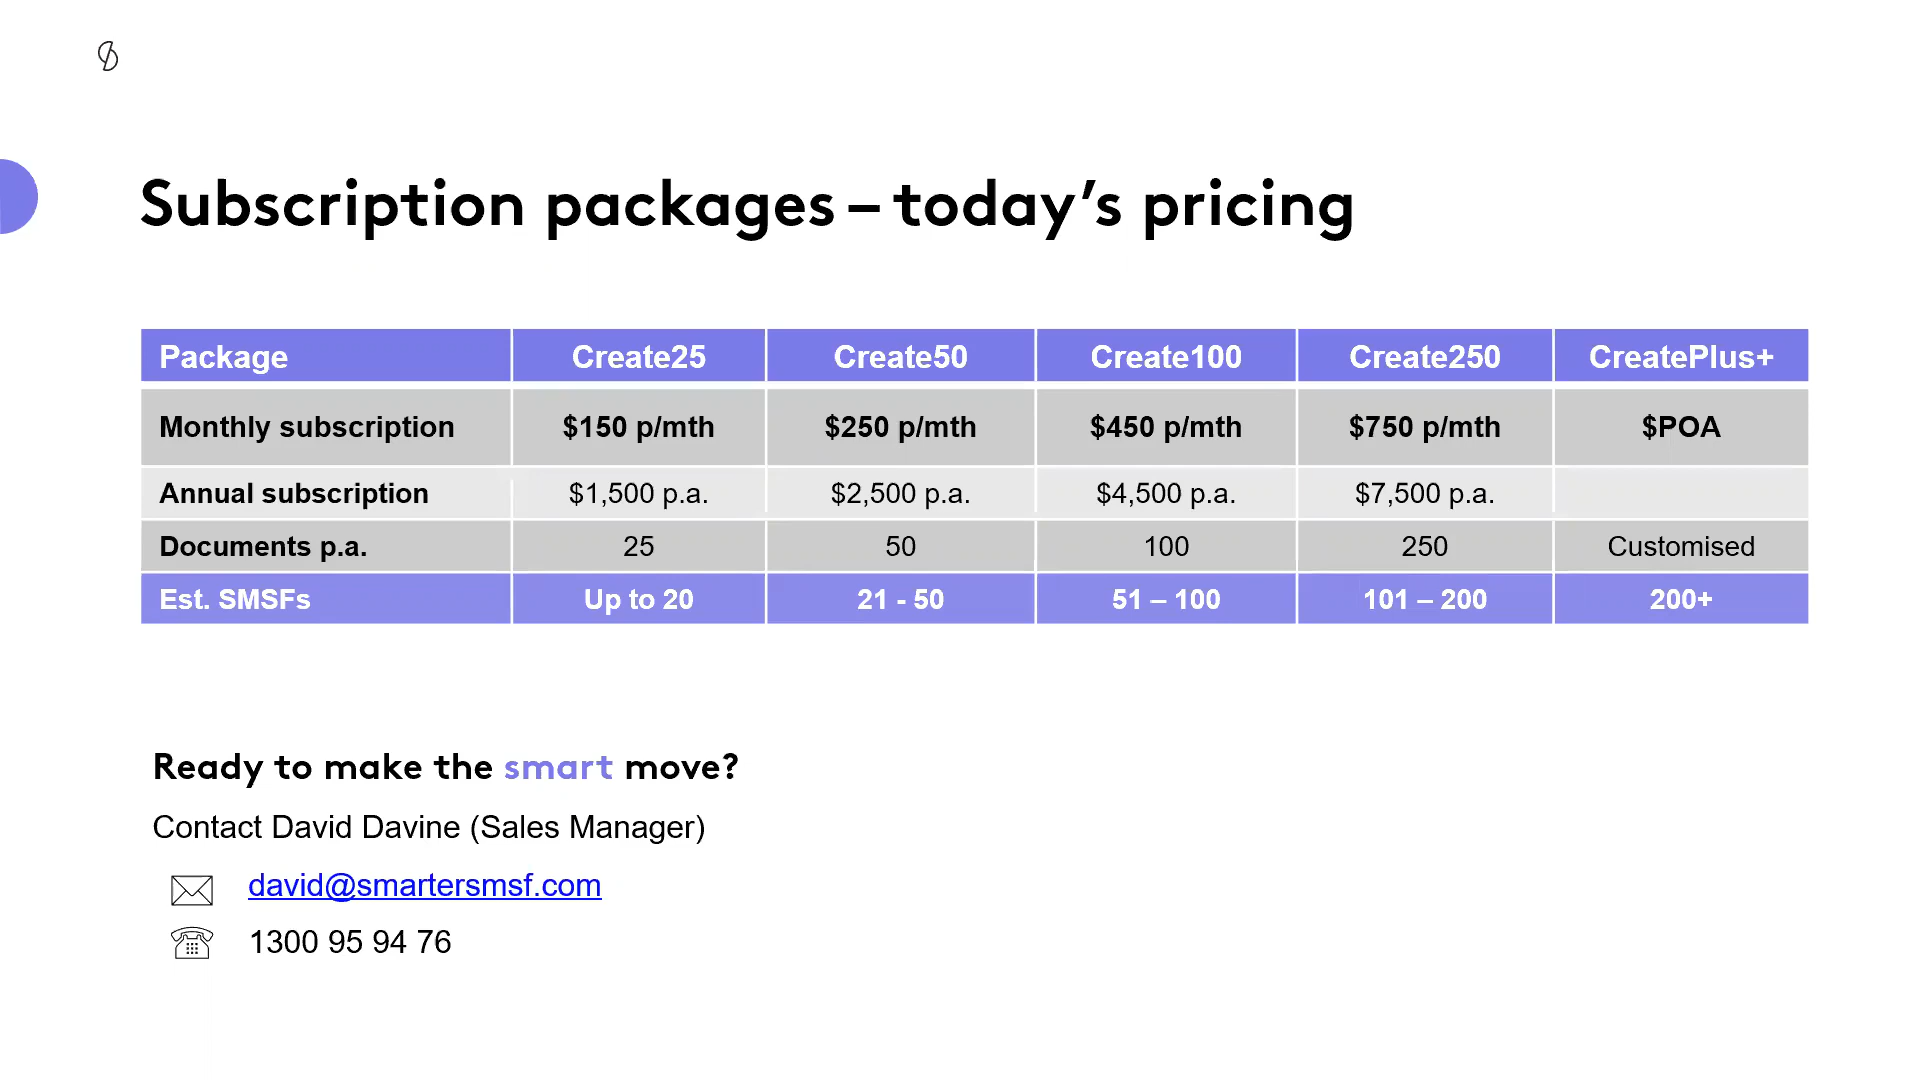 Subscription packages – today’s pricing
Package Create25 Create50 Create100 Create250 CreatePlus+
Monthly subscription $150 p/mth $250 p/mth $450 p/mth $750 p/mth $POA
Annual subscription $1,500 p.a. $2,500 p.a. $4,500 p.a. $7,500 p.a.
Documents p.a. 25 50 100 250 Customised
Est. SMSFs Up to 20 21 - 50 51 – 100 101 – 200 200+
Ready to make the smart move?
Contact David Davine (Sales Manager)
david@smartersmsf.com
1300 95 94 76